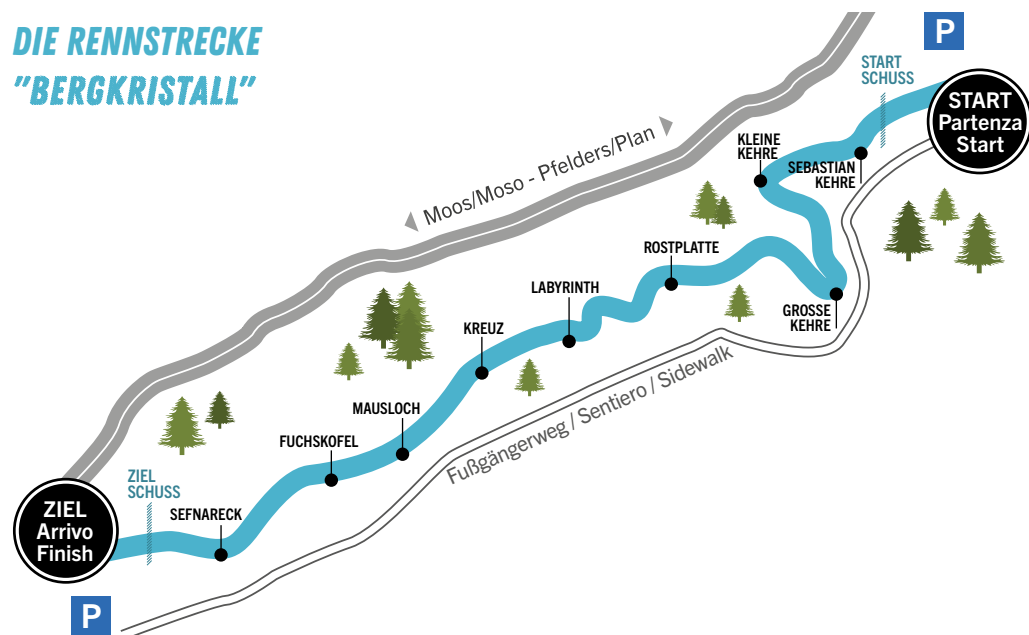 DIE RENNSTRECKE
"BERGKRISTALL"
P
START
SCHUSS
START
Partenza
Start
Moos/Moso - Pfelders/Plan
KLEINE
KEHRE
SEBASTIAN
KEHRE
ROSTPLATTE
LABYRINTH
GROSSE
KEHRE
KREUZ
Fußgängerweg / Sentiero / Sidewalk
MAUSLOCH
FUCHSKOFEL
ZIEL
SCHUSS
SEFNARECK
ZIEL
Arrivo
Finish
P